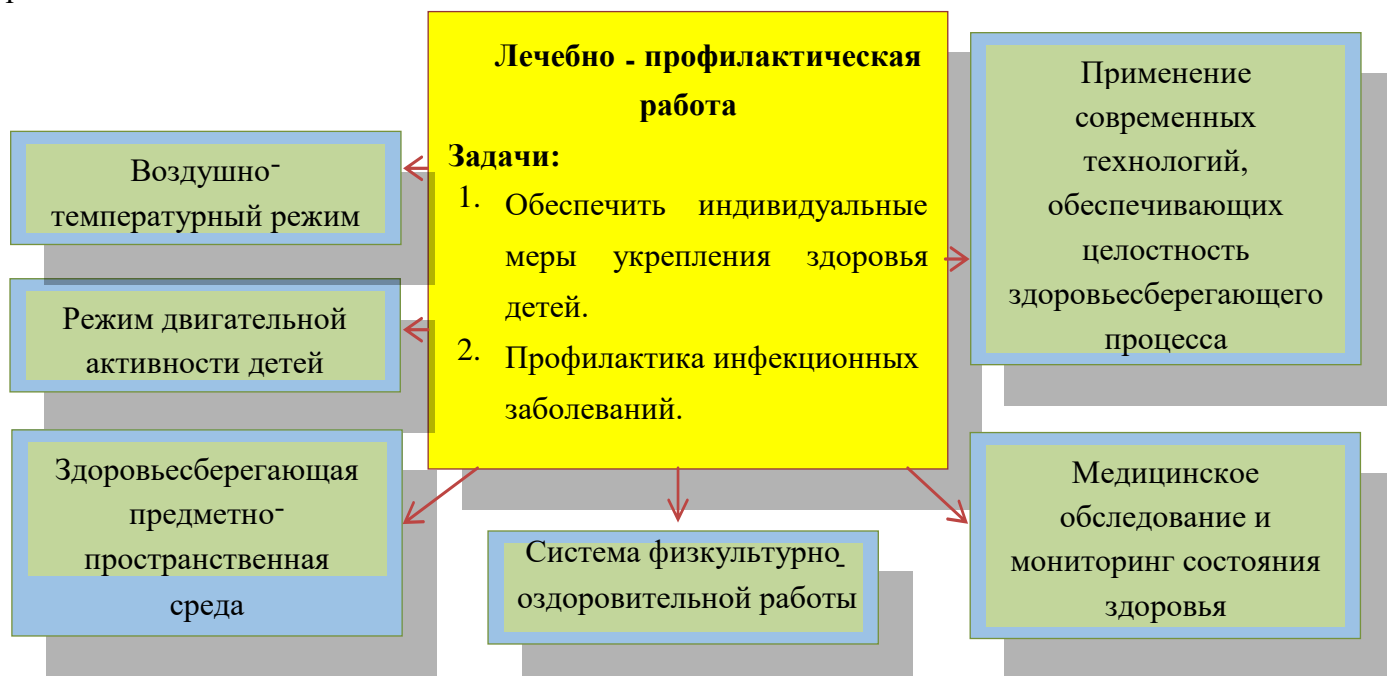 Лечебно - профилактическая
работа
Задачи:
1. Обеспечить индивидуальные
меры укрепления здоровья
детей.
2. Профилактика инфекционных
заболеваний.
Воздушно-
температурный режим
Режим двигательной
активности детей
Здоровьесберегающая
предметно-
пространственная
среда
Система физкультурно-
оздоровительной работы
Применение
современных
технологий,
обеспечивающих
целостность
здоровьесберегающего
процесса
Медицинское
обследование и
мониторинг состояния
здоровья